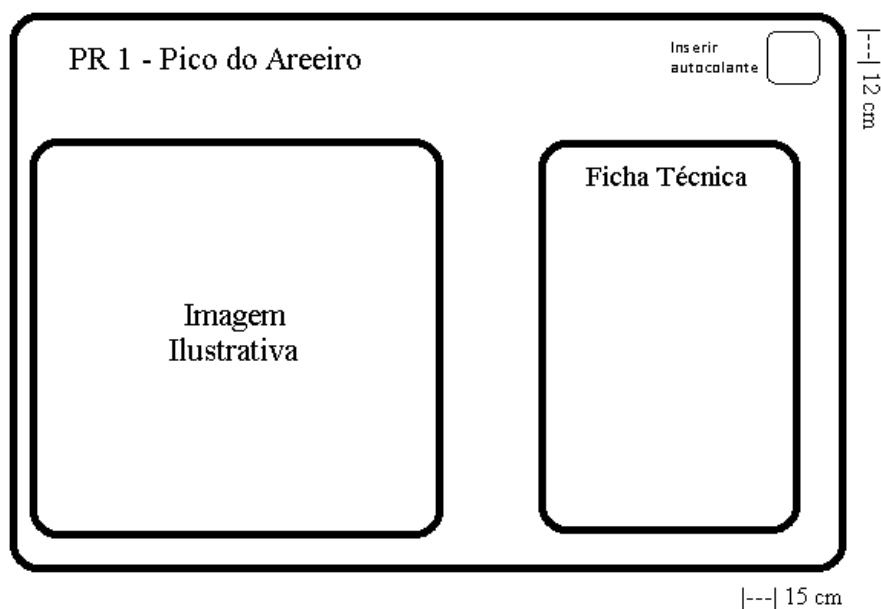 PR 1 - Pico do Areeiro
Inserir
autocolante
|---| 12 cm
Ficha Técnica
Imagem
Ilustrativa
|---| 15 cm